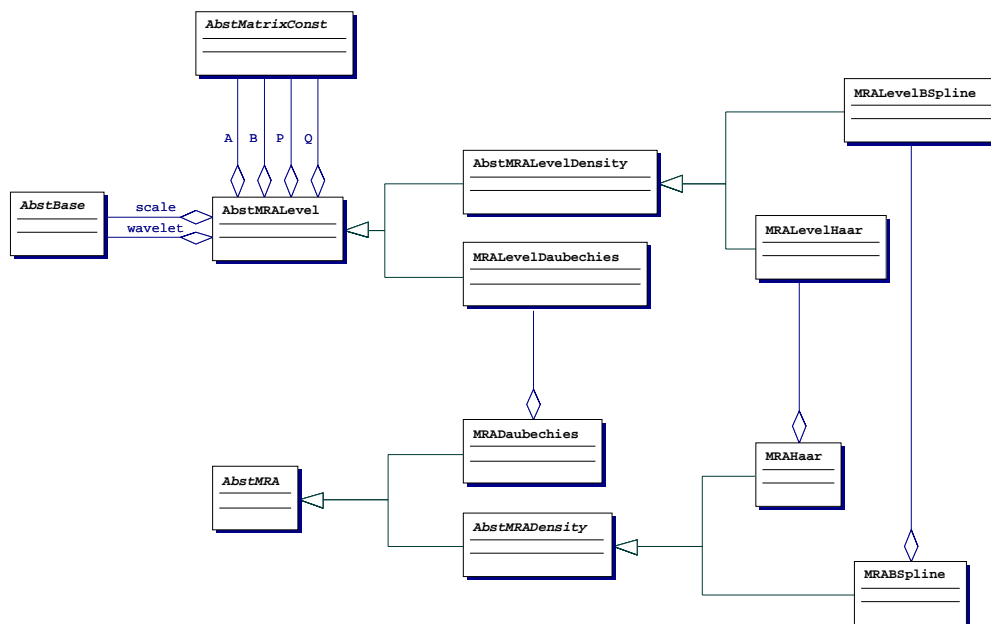 AbstMatrixConst
MRALevelBSpline
A B P Q
AbstMRALevelDensity
AbstBase
scale
wavelet
AbstMRALevel
MRALevelHaar
MRALevelDaubechies
MRADaubechies
MRAHaar
AbstMRA
AbstMRADensity
MRABSpline